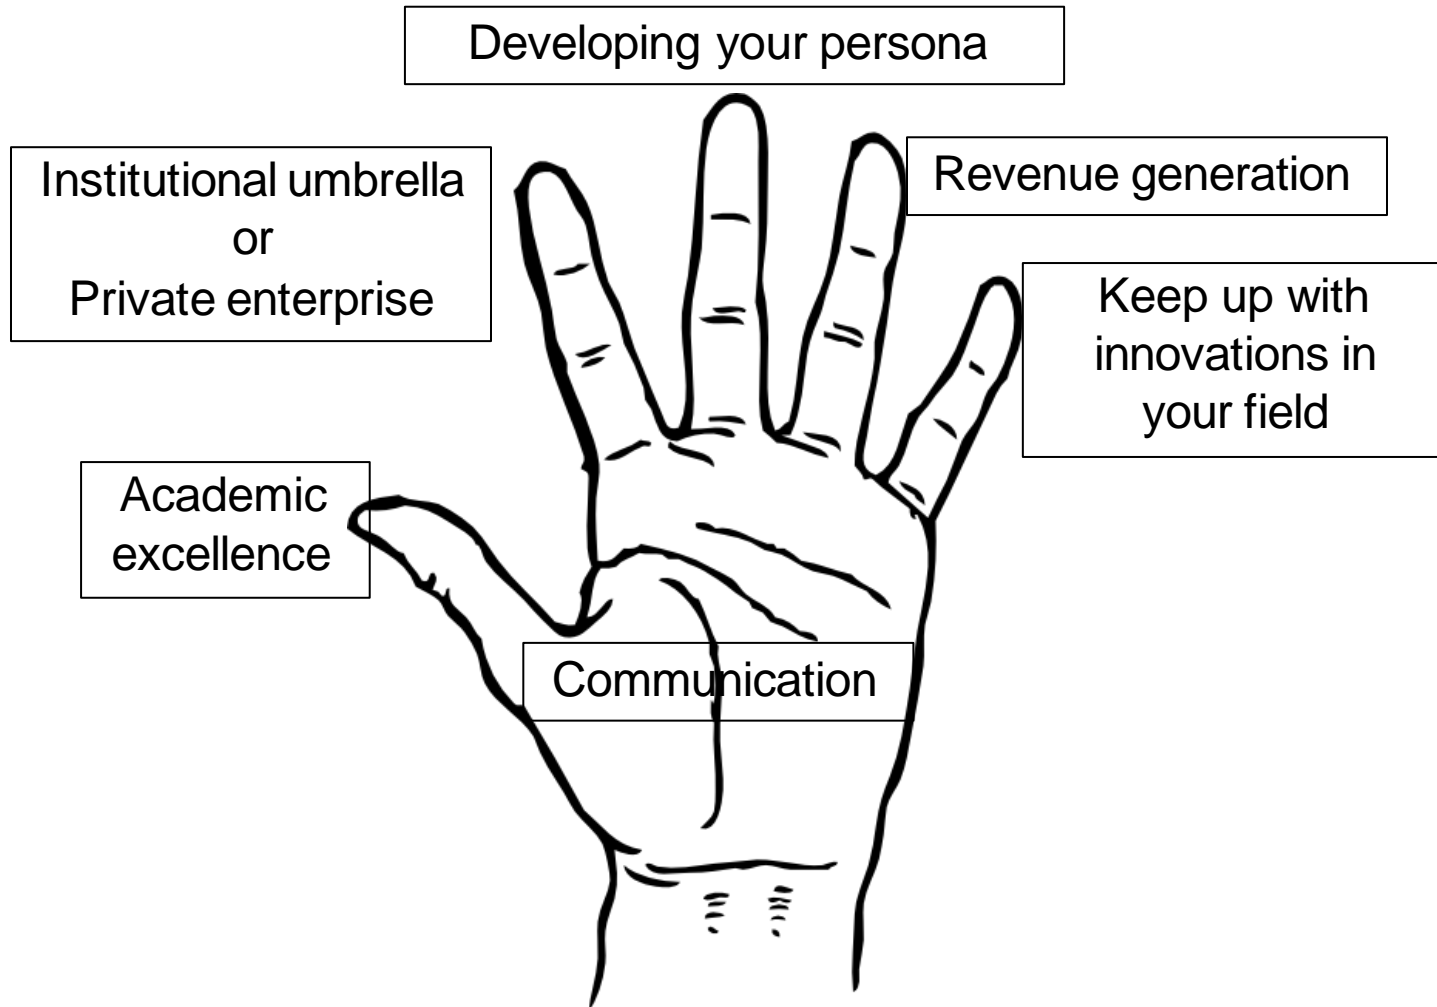 Developing your persona
Institutional umbrella
or
Private enterprise
Revenue generation
Keep up with
innovations in
your field
Academic
excellence
Communication